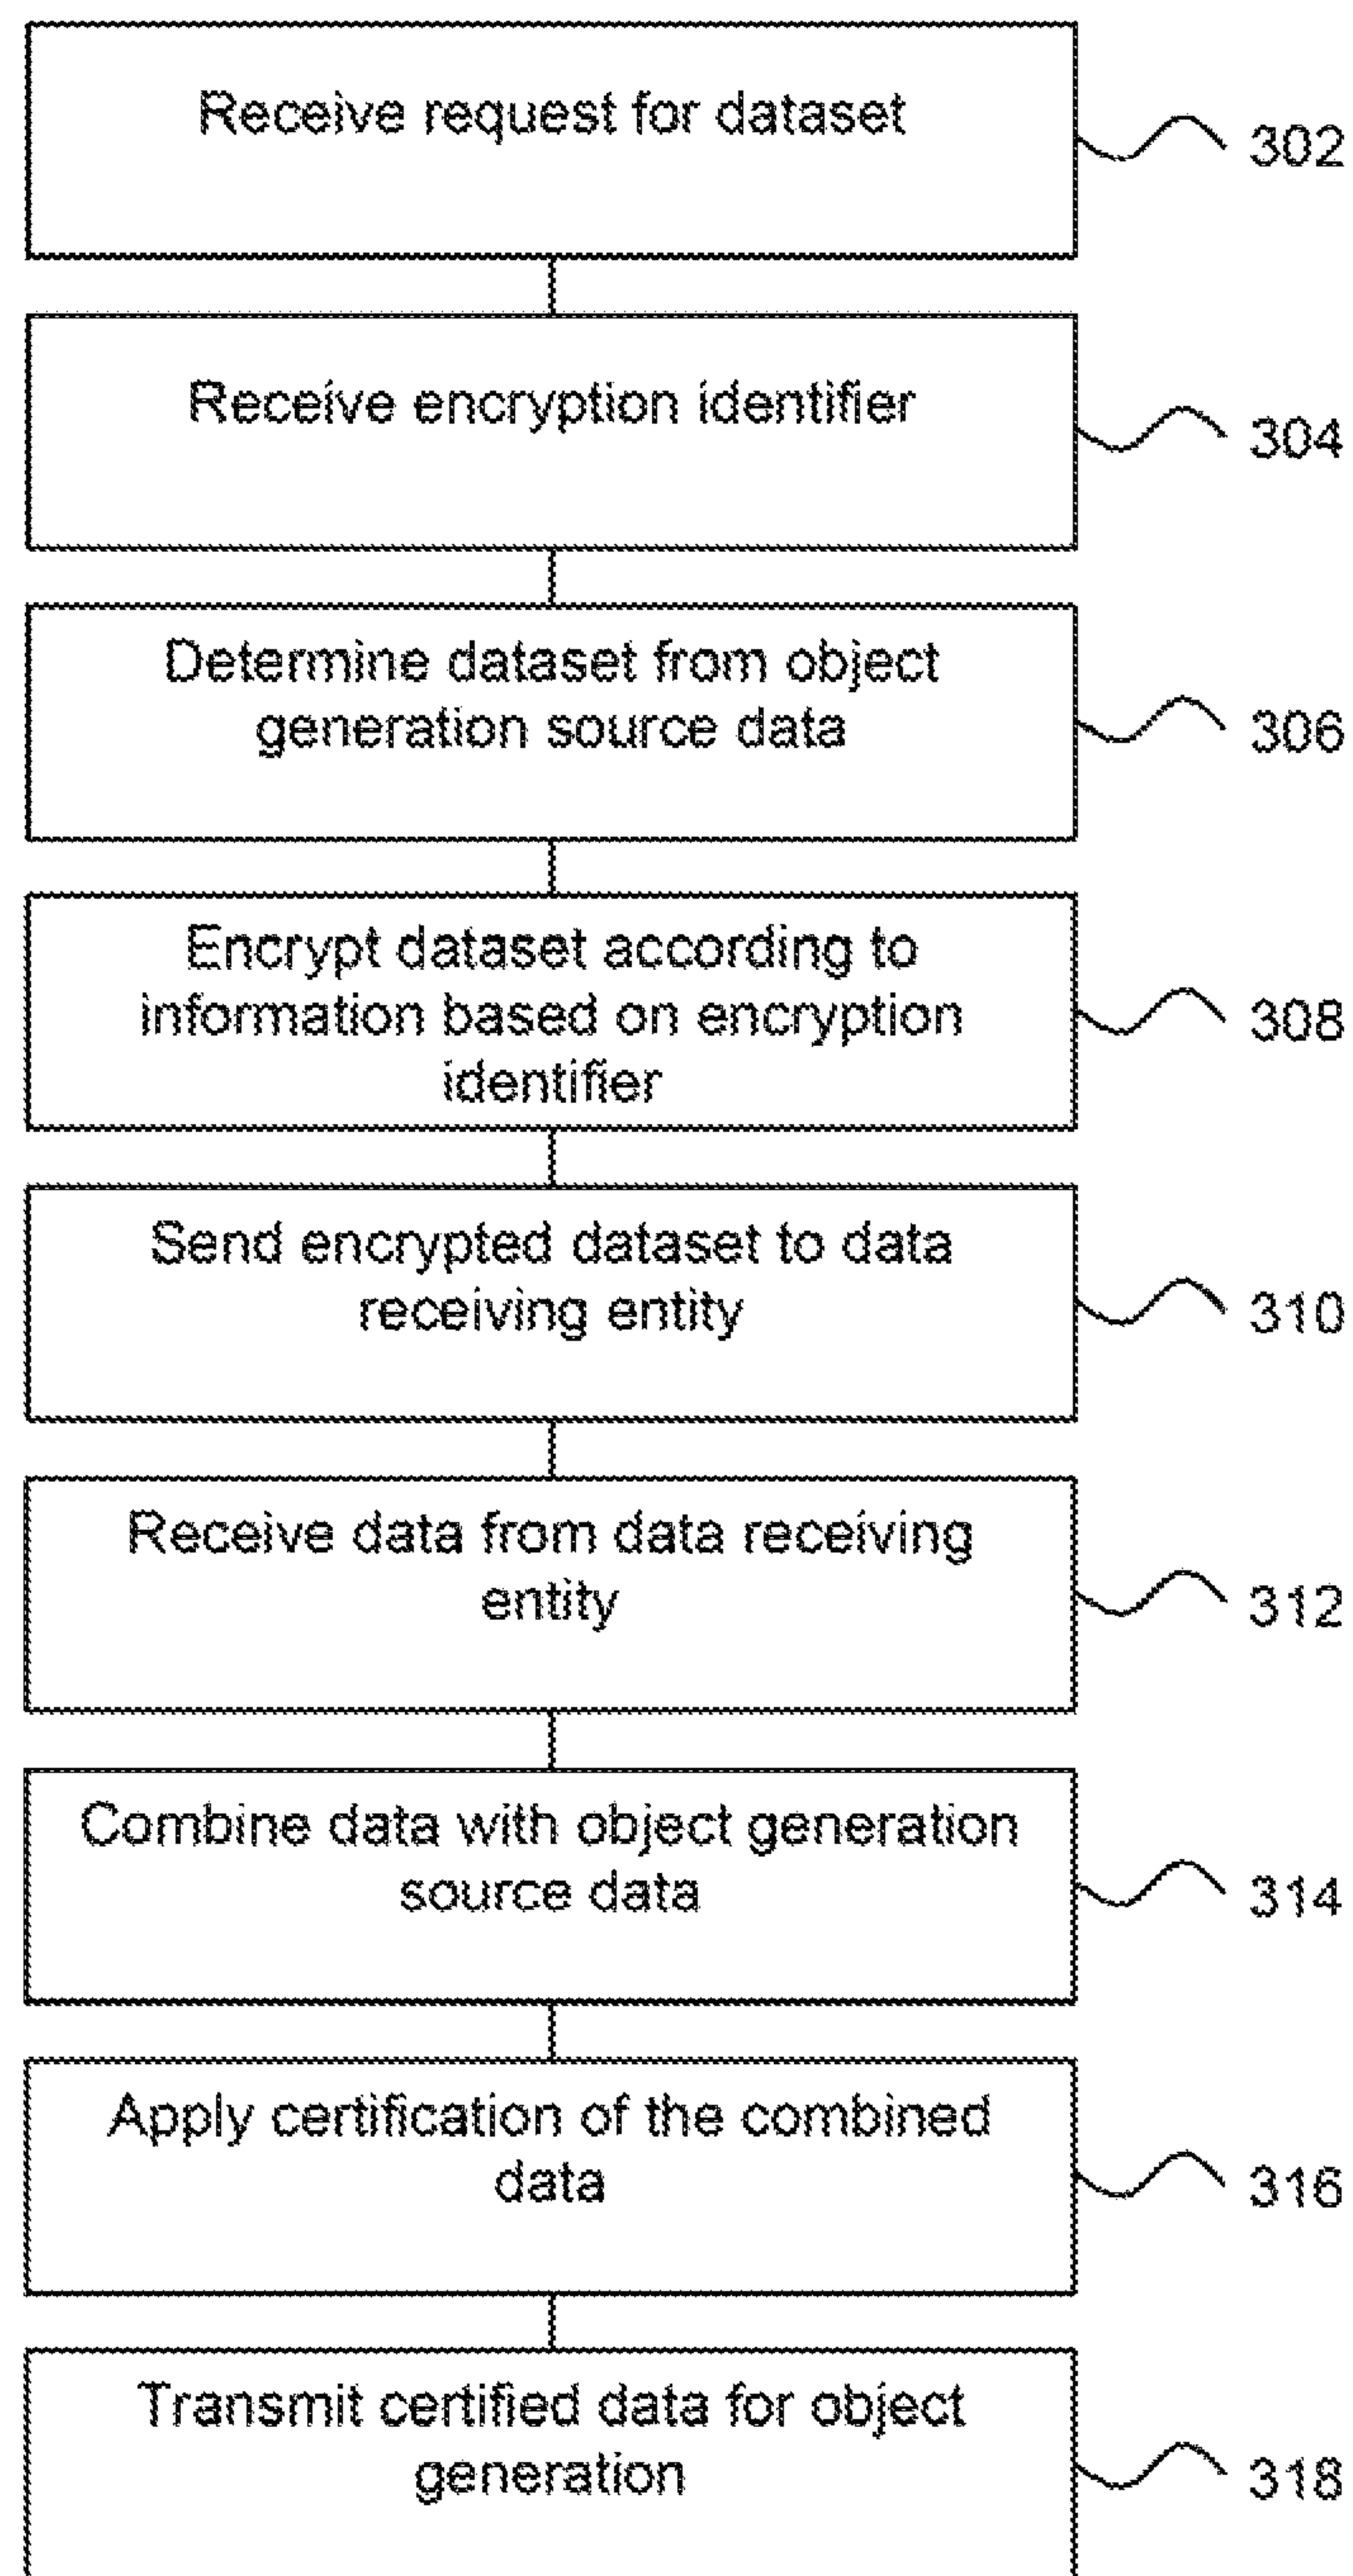 Receive request for dataset
302
Receive encryption identifier
304
Determine dataset from object
generation source data
306
Encrypt dataset according to
information based on encryption
identifier
308
Send encrypted dataset to data
receiving entity
310
Receive data from data receiving
entity
312
Combine data with object generation
source data
314
Apply certification of the combined
data
316
Transmit certified data for object
generation
318